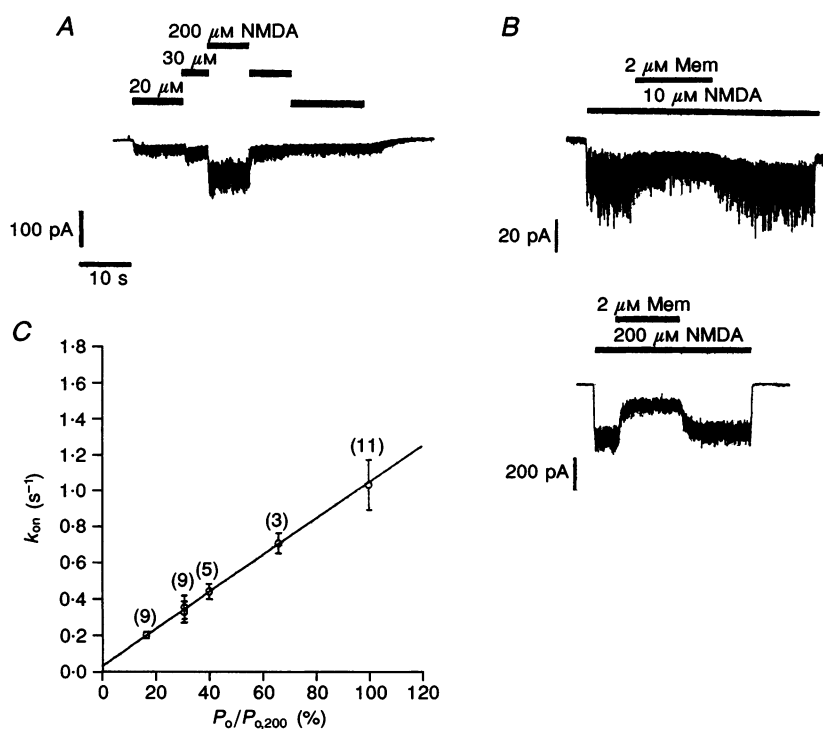 A
200 μM NMDA
30 μM
20 μM
100 pA
10 s
B
2 μM Mem
10 μM NMDA
20 pA
2 μM Mem
200 μM NMDA
200 pA
C
1·8
1·6
1·4
1·2
1·0
0·8
0·6
0·4
0·2
0·0
kon (s−1)
(9)
(9)
(5)
(3)
(11)
0 20 40 60 80 100 120
Po/Po,200 (%)